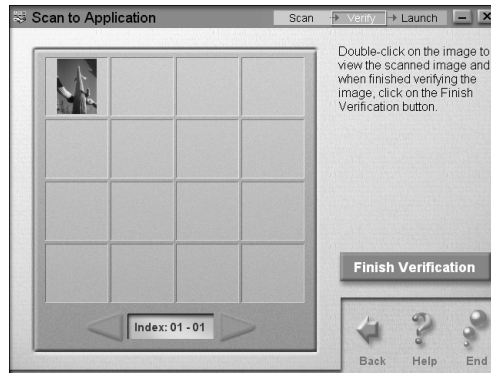 Scan to Application
Scan
Verify
Launch
Double-click on the image to
view the scanned image and
when finished verifying the
image, click on the Finish
Verification button.
Finish Verification
Index: 01 - 01
Back
Help
End